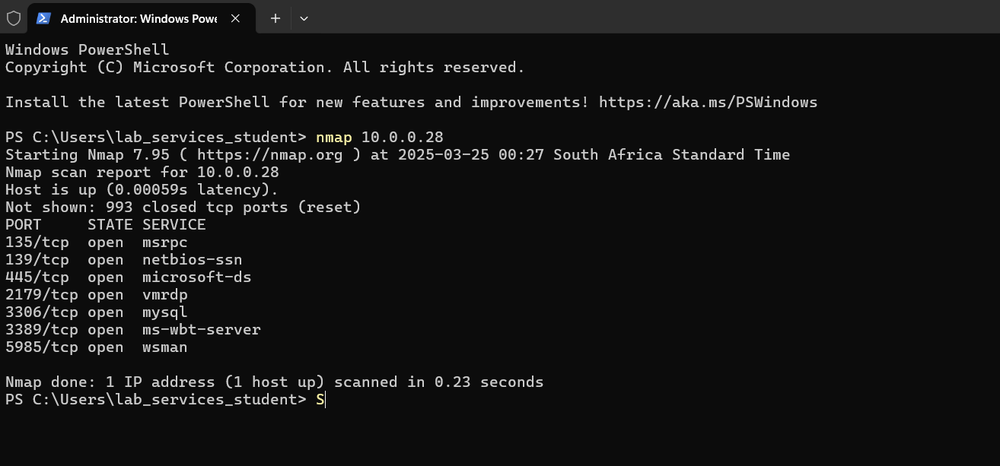 Administrator: Windows Powe
Windows PowerShell
Copyright (C) Microsoft Corporation. All rights reserved.
Install the latest PowerShell for new features and improvements! https://aka.ms/PSWindows
PS C:\Users\lab_services_student> nmap 10.0.0.28
Starting Nmap 7.95 ( https://nmap.org ) at 2025-03-25 00:27 South Africa Standard Time
Nmap scan report for 10.0.0.28
Host is up (0.00059s latency).
Not shown: 993 closed tcp ports (reset)
PORT     STATE SERVICE
135/tcp  open  msrpc
139/tcp  open  netbios-ssn
445/tcp  open  microsoft-ds
2179/tcp open  vmrdp
3306/tcp open  mysql
3389/tcp open  ms-wbt-server
5985/tcp open  wsman
Nmap done: 1 IP address (1 host up) scanned in 0.23 seconds
PS C:\Users\lab_services_student> S